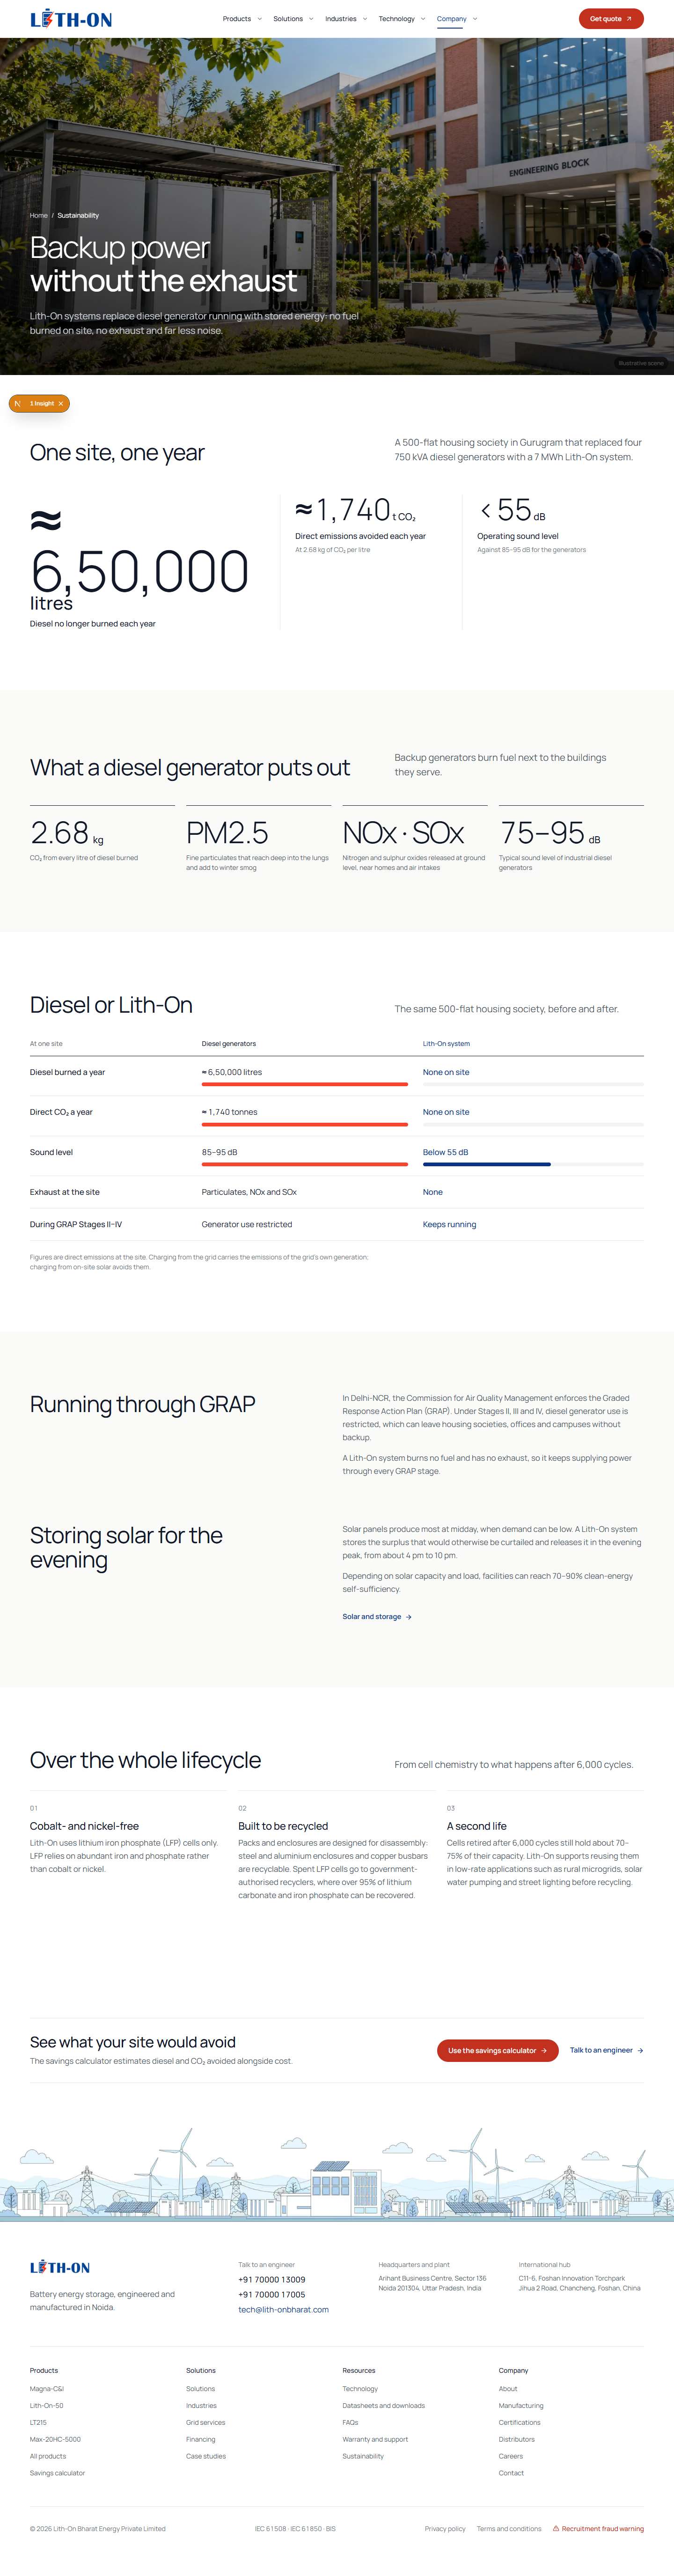 LITH-ON
Products
Solutions
Industries
Technology
Company
Get quote
ENGINEERING BLOCK
Home / Sustainability
Backup power
without the exhaust
Lith-On systems replace diesel generator running with stored energy: no fuel
burned on site, no exhaust and far less noise.
Illustrative scene
1 Insight
One site, one year
A 500-flat housing society in Gurugram that replaced four
750 kVA diesel generators with a 7 MWh Lith-On system.
≈
6,50,000
litres
Diesel no longer burned each year
≈1,740 t CO₂
Direct emissions avoided each year
At 2.68 kg of CO₂ per litre
<55 dB
Operating sound level
Against 85–95 dB for the generators
What a diesel generator puts out
Backup generators burn fuel next to the buildings
they serve.
2.68 kg
CO₂ from every litre of diesel burned
PM2.5
Fine particulates that reach deep into the lungs
and add to winter smog
NOx · SOx
Nitrogen and sulphur oxides released at ground
level, near homes and air intakes
75–95 dB
Typical sound level of industrial diesel
generators
Diesel or Lith-On
The same 500-flat housing society, before and after.
At one site
Diesel generators
Lith-On system
Diesel burned a year
≈ 6,50,000 litres
None on site
Direct CO₂ a year
≈ 1,740 tonnes
None on site
Sound level
85–95 dB
Below 55 dB
Exhaust at the site
Particulates, NOx and SOx
None
During GRAP Stages II–IV
Generator use restricted
Keeps running
Figures are direct emissions at the site. Charging from the grid carries the emissions of the grid's own generation;
charging from on-site solar avoids them.
Running through GRAP
In Delhi-NCR, the Commission for Air Quality Management enforces the Graded
Response Action Plan (GRAP). Under Stages II, III and IV, diesel generator use is
restricted, which can leave housing societies, offices and campuses without
backup.
A Lith-On system burns no fuel and has no exhaust, so it keeps supplying power
through every GRAP stage.
Storing solar for the
evening
Solar panels produce most at midday, when demand can be low. A Lith-On system
stores the surplus that would otherwise be curtailed and releases it in the evening
peak, from about 4 pm to 10 pm.
Depending on solar capacity and load, facilities can reach 70–90% clean-energy
self-sufficiency.
Solar and storage
Over the whole lifecycle
From cell chemistry to what happens after 6,000 cycles.
01
Cobalt- and nickel-free
Lith-On uses lithium iron phosphate (LFP) cells only.
LFP relies on abundant iron and phosphate rather
than cobalt or nickel.
02
Built to be recycled
Packs and enclosures are designed for disassembly:
steel and aluminium enclosures and copper busbars
are recyclable. Spent LFP cells go to government-
authorised recyclers, where over 95% of lithium
carbonate and iron phosphate can be recovered.
03
A second life
Cells retired after 6,000 cycles still hold about 70–
75% of their capacity. Lith-On supports reusing them
in low-rate applications such as rural microgrids, solar
water pumping and street lighting before recycling.
See what your site would avoid
The savings calculator estimates diesel and CO₂ avoided alongside cost.
Use the savings calculator
Talk to an engineer
LITH-ON
Battery energy storage, engineered and
manufactured in Noida.
Talk to an engineer
+91 70000 13009
+91 70000 17005
tech@lith-onbharat.com
Headquarters and plant
Arihant Business Centre, Sector 136
Noida 201304, Uttar Pradesh, India
International hub
C11-6, Foshan Innovation Torchpark
Jihua 2 Road, Chancheng, Foshan, China
Products
Magna-C&I
Lith-On-50
LT215
Max-20HC-5000
All products
Savings calculator
Solutions
Solutions
Industries
Grid services
Financing
Case studies
Resources
Technology
Datasheets and downloads
FAQs
Warranty and support
Sustainability
Company
About
Manufacturing
Certifications
Distributors
Careers
Contact
© 2026 Lith-On Bharat Energy Private Limited
IEC 61508 · IEC 61850 · BIS
Privacy policy
Terms and conditions
Recruitment fraud warning